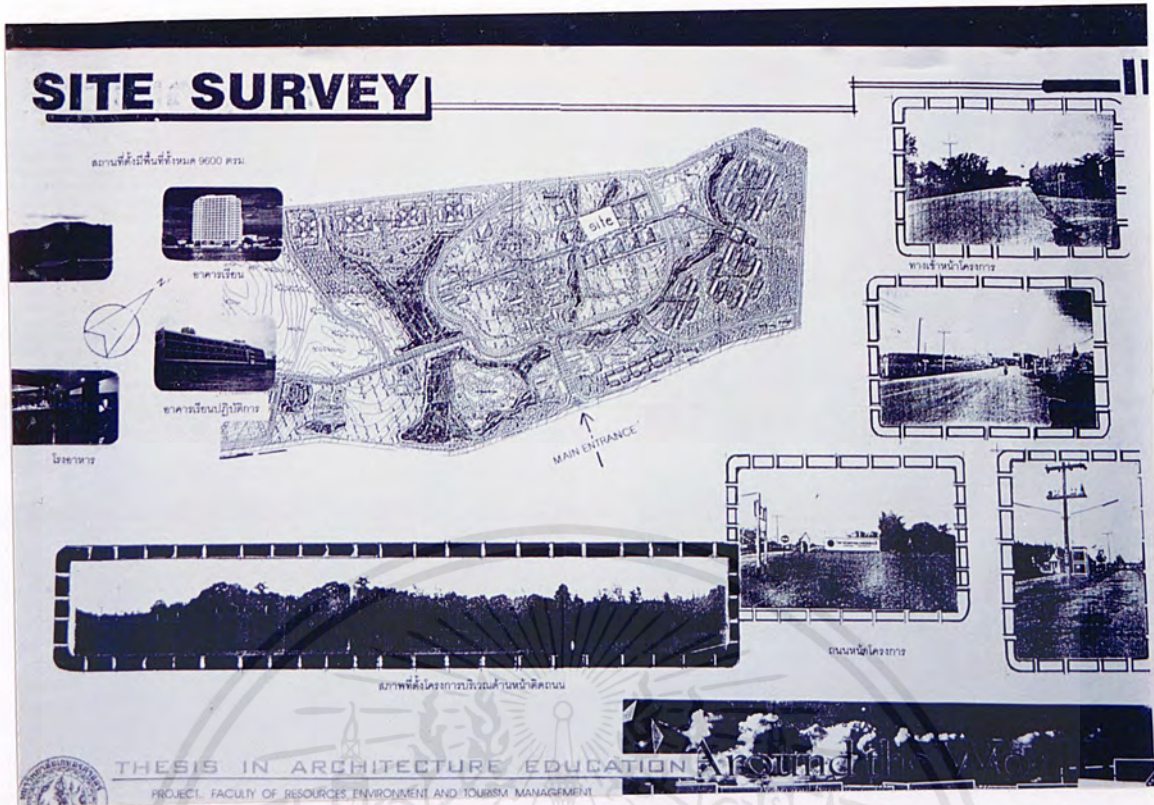 SITE SURVEY
สถานที่ตั้งมีพื้นที่ทั้งหมด 9600 ตรม.
อาคารเรียน
site
ทางเข้าหน้าโครงการ
อาคารเรียนปฏิบัติการ
โรงอาหาร
MAIN ENTRANCE
ถนนหน้าโครงการ
สภาพที่ตั้งโครงการบริเวณด้านหน้าติดถนน
THESIS IN ARCHITECTURE EDUCATION
Around the World
PROJECT. FACULTY OF RESOURCES, ENVIRONMENT AND TOURISM MANAGEMENT